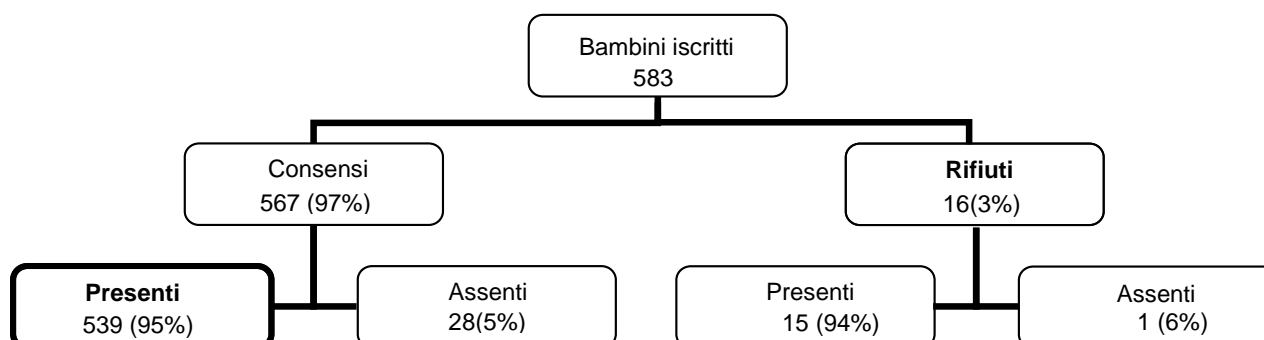 Bambini iscritti
583
Consensi
567 (97%)
Rifiuti
16(3%)
Presenti
539 (95%)
Assenti
28(5%)
Presenti
15 (94%)
Assenti
1 (6%)